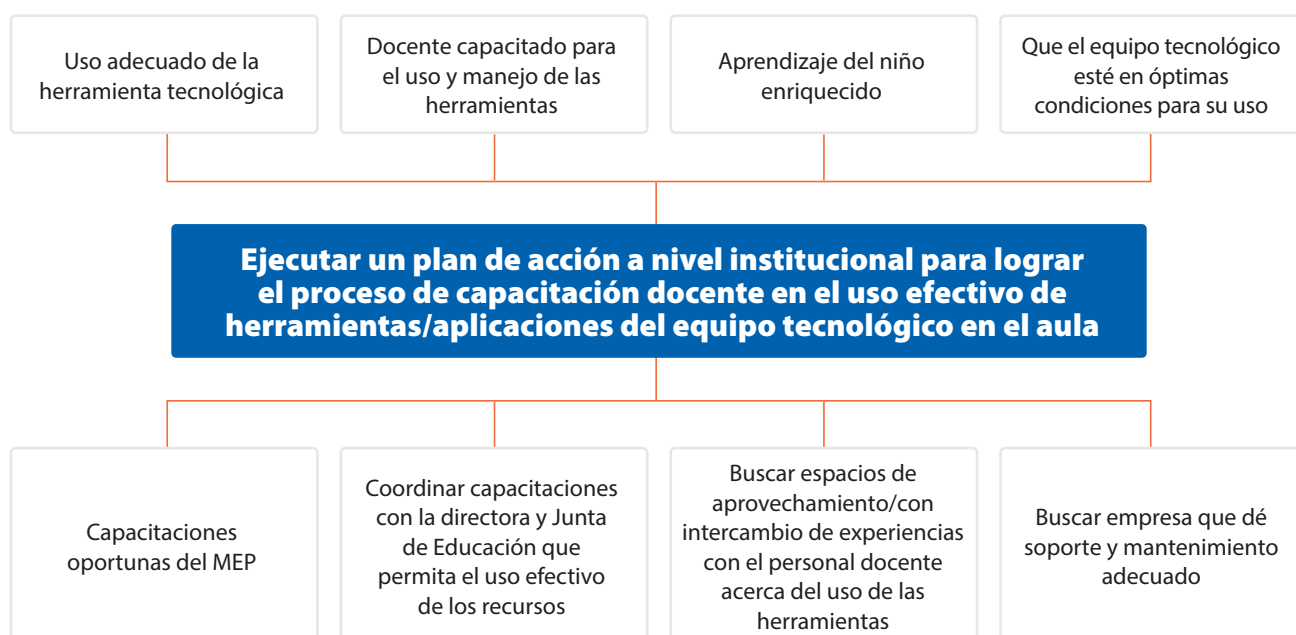 Uso adecuado de la
herramienta tecnológica
Docente capacitado para
el uso y manejo de las
herramientas
Aprendizaje del niño
enriquecido
Que el equipo tecnológico
esté en óptimas
condiciones para su uso
Ejecutar un plan de acción a nivel institucional para lograr
el proceso de capacitación docente en el uso efectivo de
herramientas/aplicaciones del equipo tecnológico en el aula
Capacitaciones
oportunas del MEP
Coordinar capacitaciones
con la directora y Junta
de Educación que
permita el uso efectivo
de los recursos
Buscar espacios de
aprovechamiento/con
intercambio de experiencias
con el personal docente
acerca del uso de las
herramientas
Buscar empresa que dé
soporte y mantenimiento
adecuado